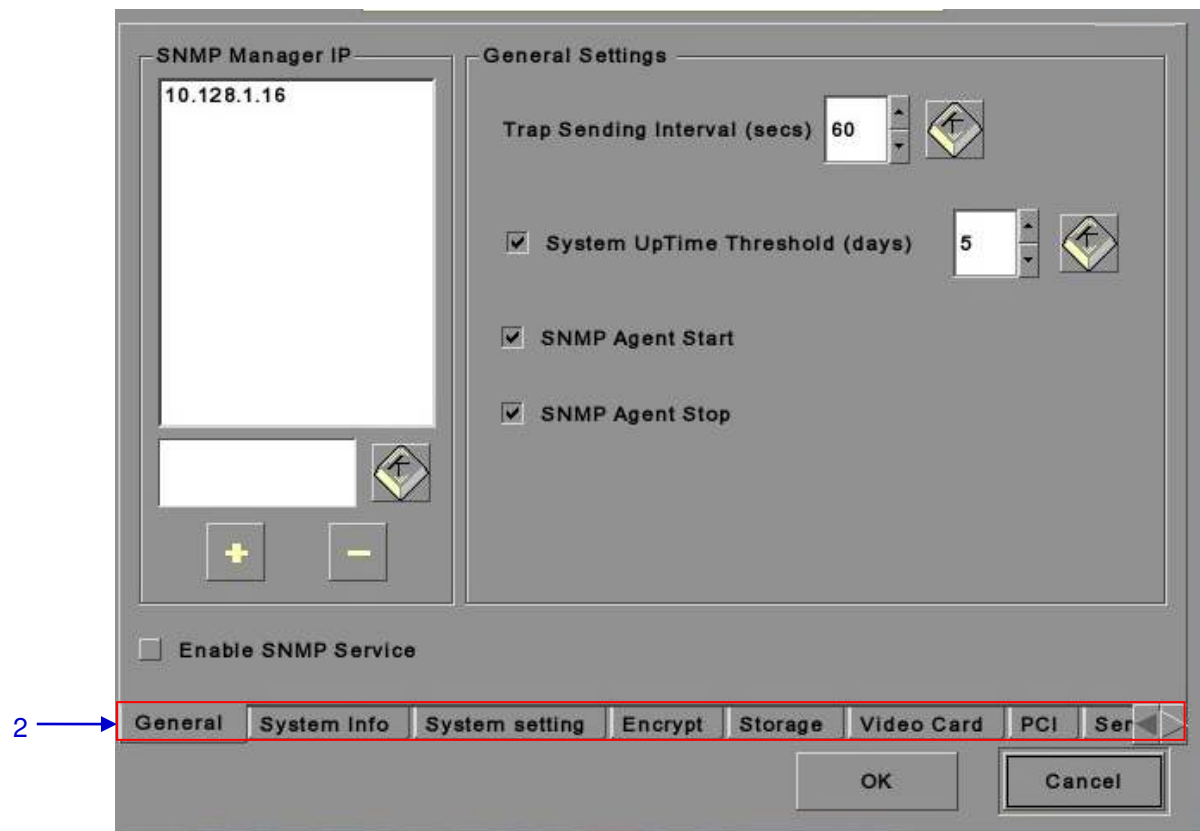 SNMP Manager IP
10.128.1.16
General Settings
Trap Sending Interval (secs) 60
System UpTime Threshold (days) 5
SNMP Agent Start
SNMP Agent Stop
Enable SNMP Service
2
General System Info System setting Encrypt Storage Video Card PCI Ser
OK Cancel